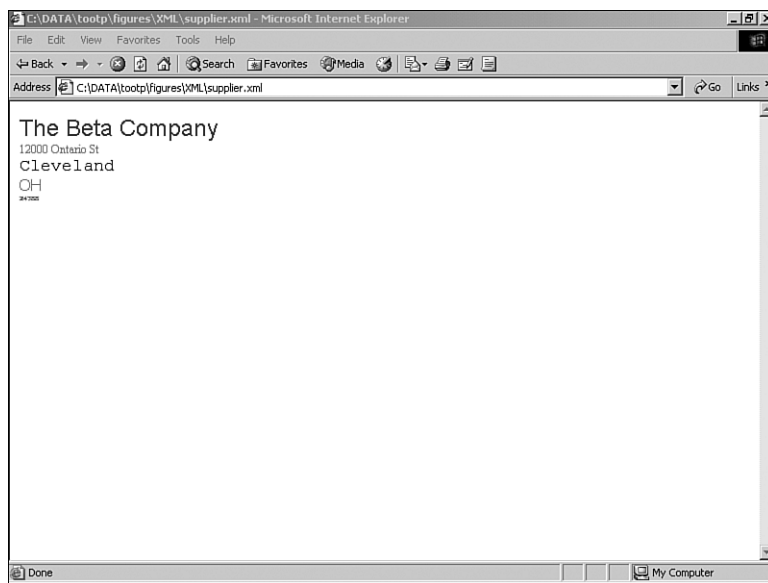 C:\DATA\tootp\figures\XML\supplier.xml - Microsoft Internet Explorer
File Edit View Favorites Tools Help
Back Search Favorites Media
Address C:\DATA\tootp\figures\XML\supplier.xml Go Links
The Beta Company
12000 Ontario St
Cleveland
OH
Done My Computer